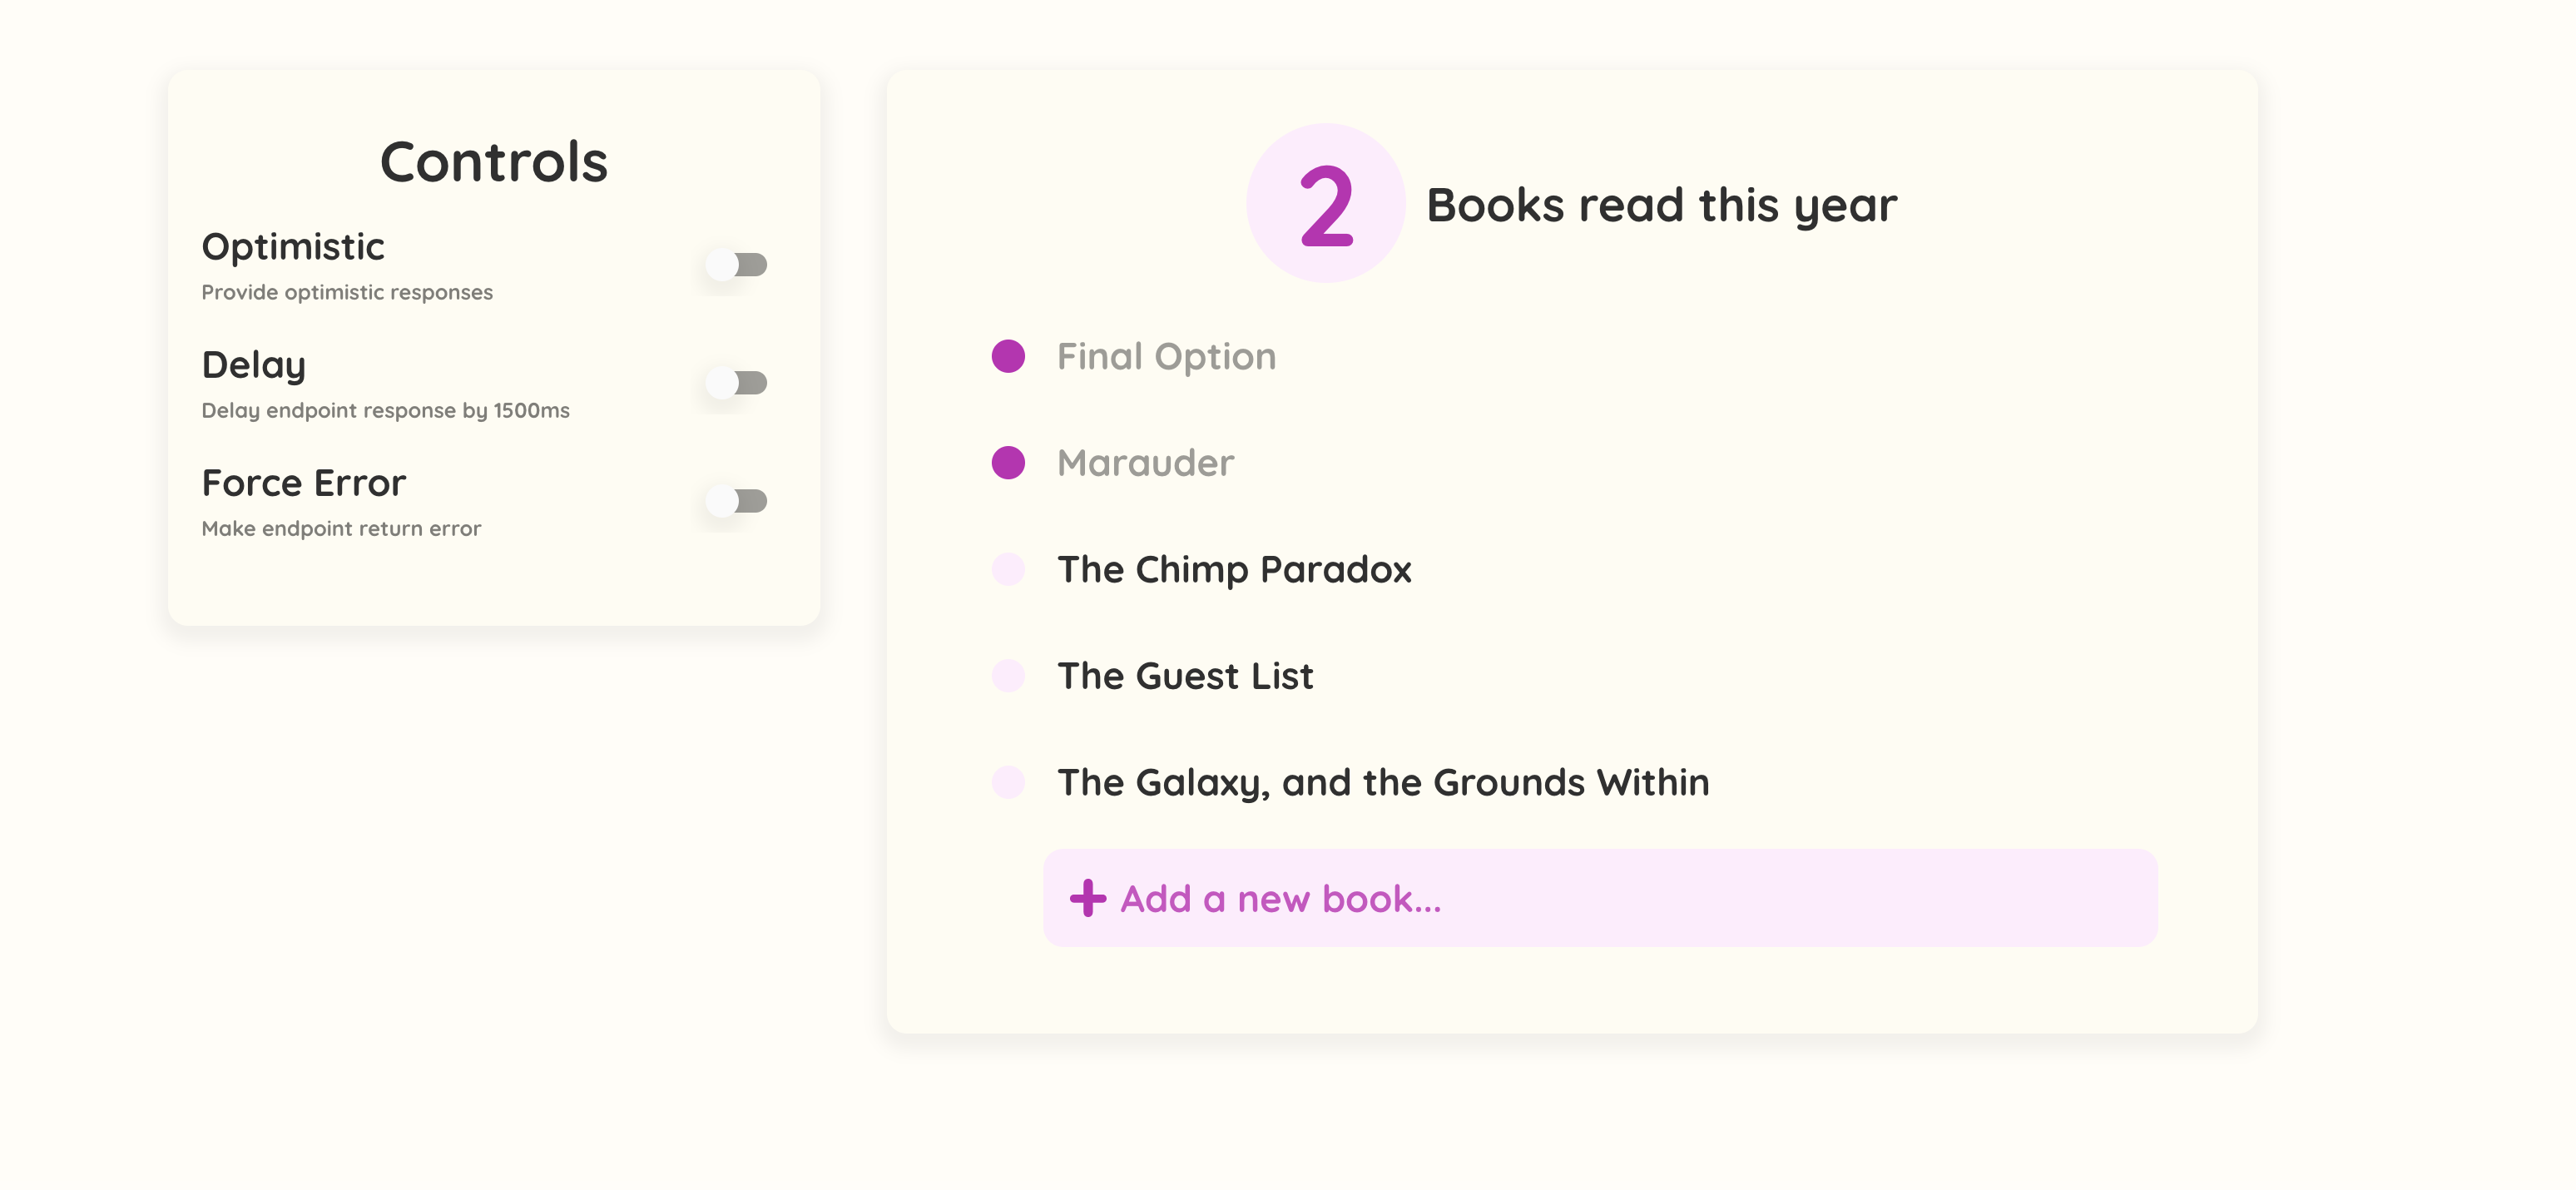 Controls
Optimistic
Provide optimistic responses
Delay
Delay endpoint response by 1500ms
Force Error
Make endpoint return error
2 Books read this year
Final Option
Marauder
The Chimp Paradox
The Guest List
The Galaxy, and the Grounds Within
+ Add a new book...